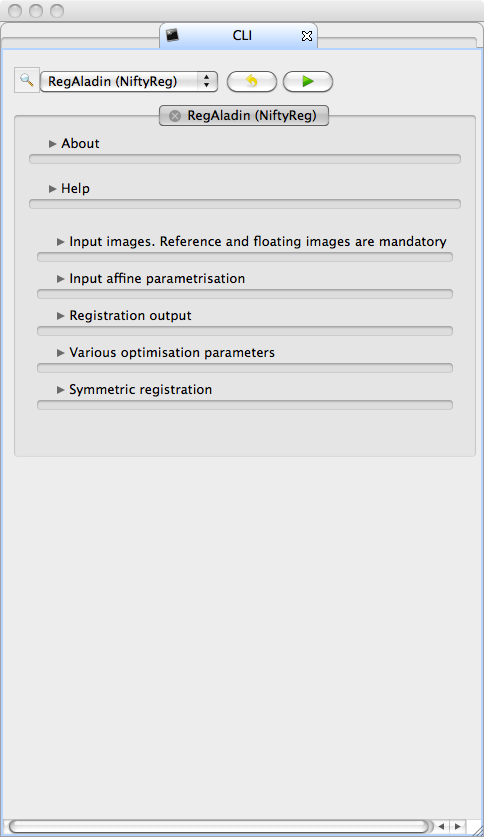 CLI
RegAladin (NiftyReg)
RegAladin (NiftyReg)
About
Help
Input images. Reference and floating images are mandatory
Input affine parametrisation
Registration output
Various optimisation parameters
Symmetric registration